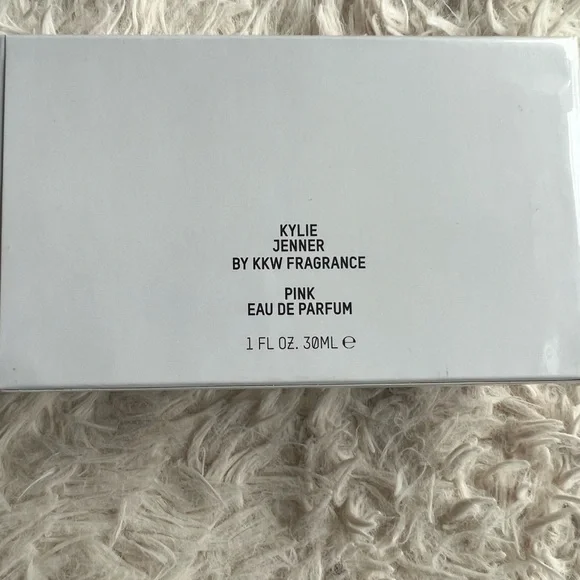 KYLIE
JENNER
BY KKW FRAGRANCE
PINK
EAU DE PARFUM
1 FL OZ. 30ML ℮